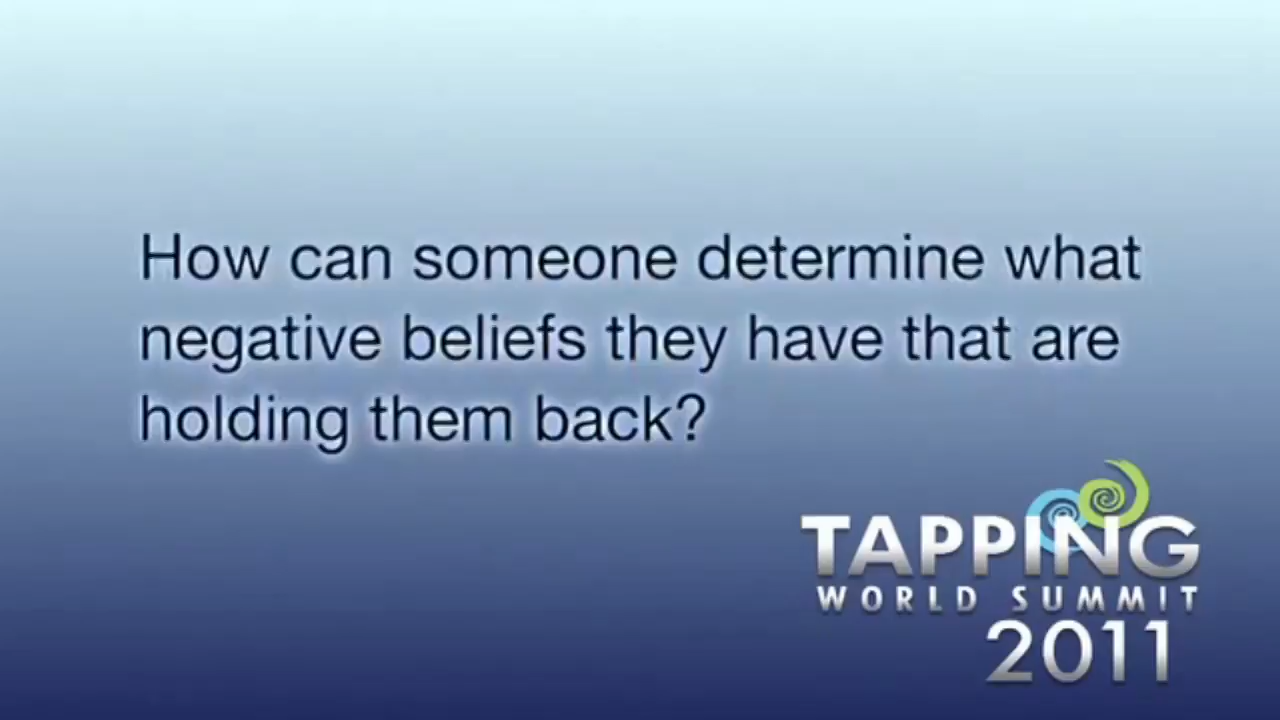 How can someone determine what
negative beliefs they have that are
holding them back?
TAPPING
WORLD SUMMIT
2011